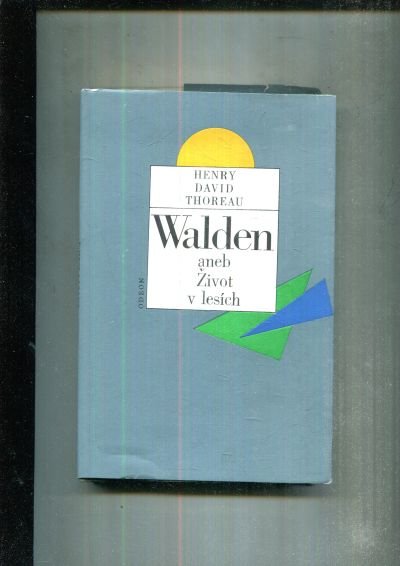 HENRY
DAVID
THOREAU
Walden
aneb
Život
v lesích
ODEON